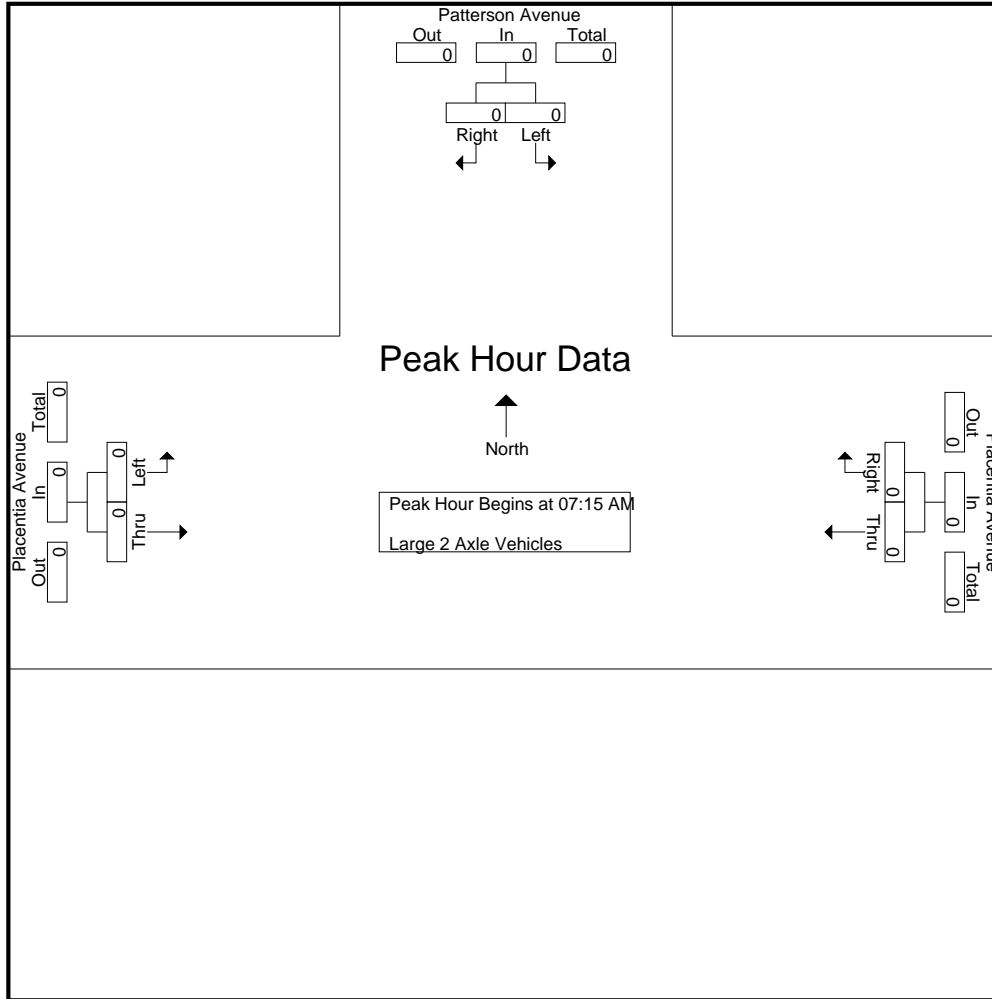 Patterson Avenue
Out In Total
0 0 0
0 0
Right Left
Peak Hour Data
North
Peak Hour Begins at 07:15 AM
Large 2 Axle Vehicles
Placentia Avenue
Total In Out
0 0 0
0 0
Left Thru
Placentia Avenue
Out In Total
0 0 0
0 0
Right Thru